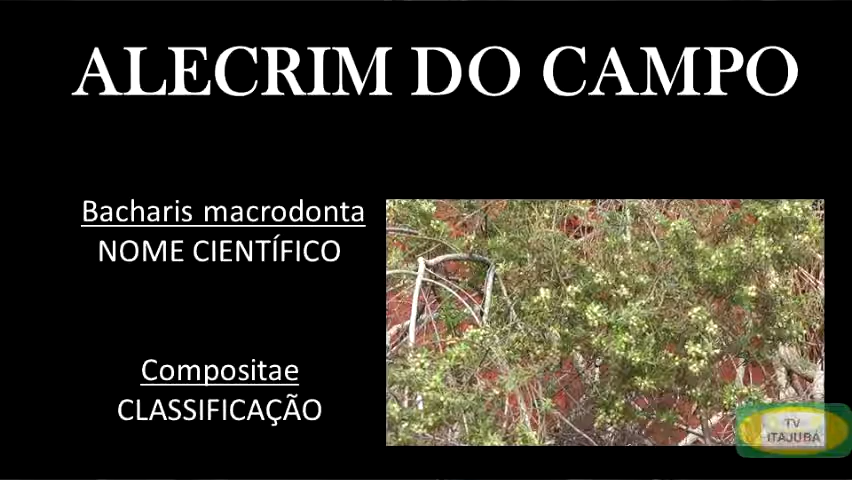 ALECRIM DO CAMPO
Bacharis macrodonta
NOME CIENTÍFICO
Compositae
CLASSIFICAÇÃO
TV
ITAJUBÁ